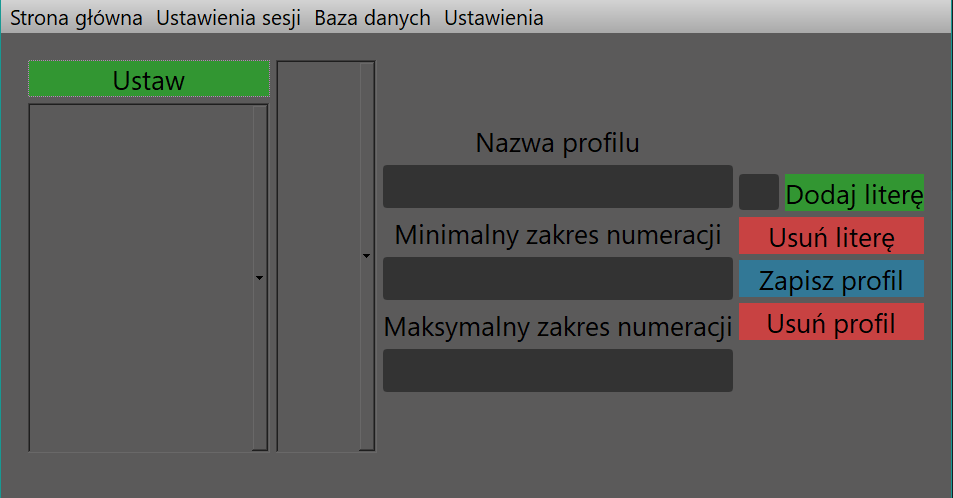 Strona główna Ustawienia sesji Baza danych Ustawienia
Ustaw
Nazwa profilu
Minimalny zakres numeracji
Maksymalny zakres numeracji
Dodaj literę
Usuń literę
Zapisz profil
Usuń profil